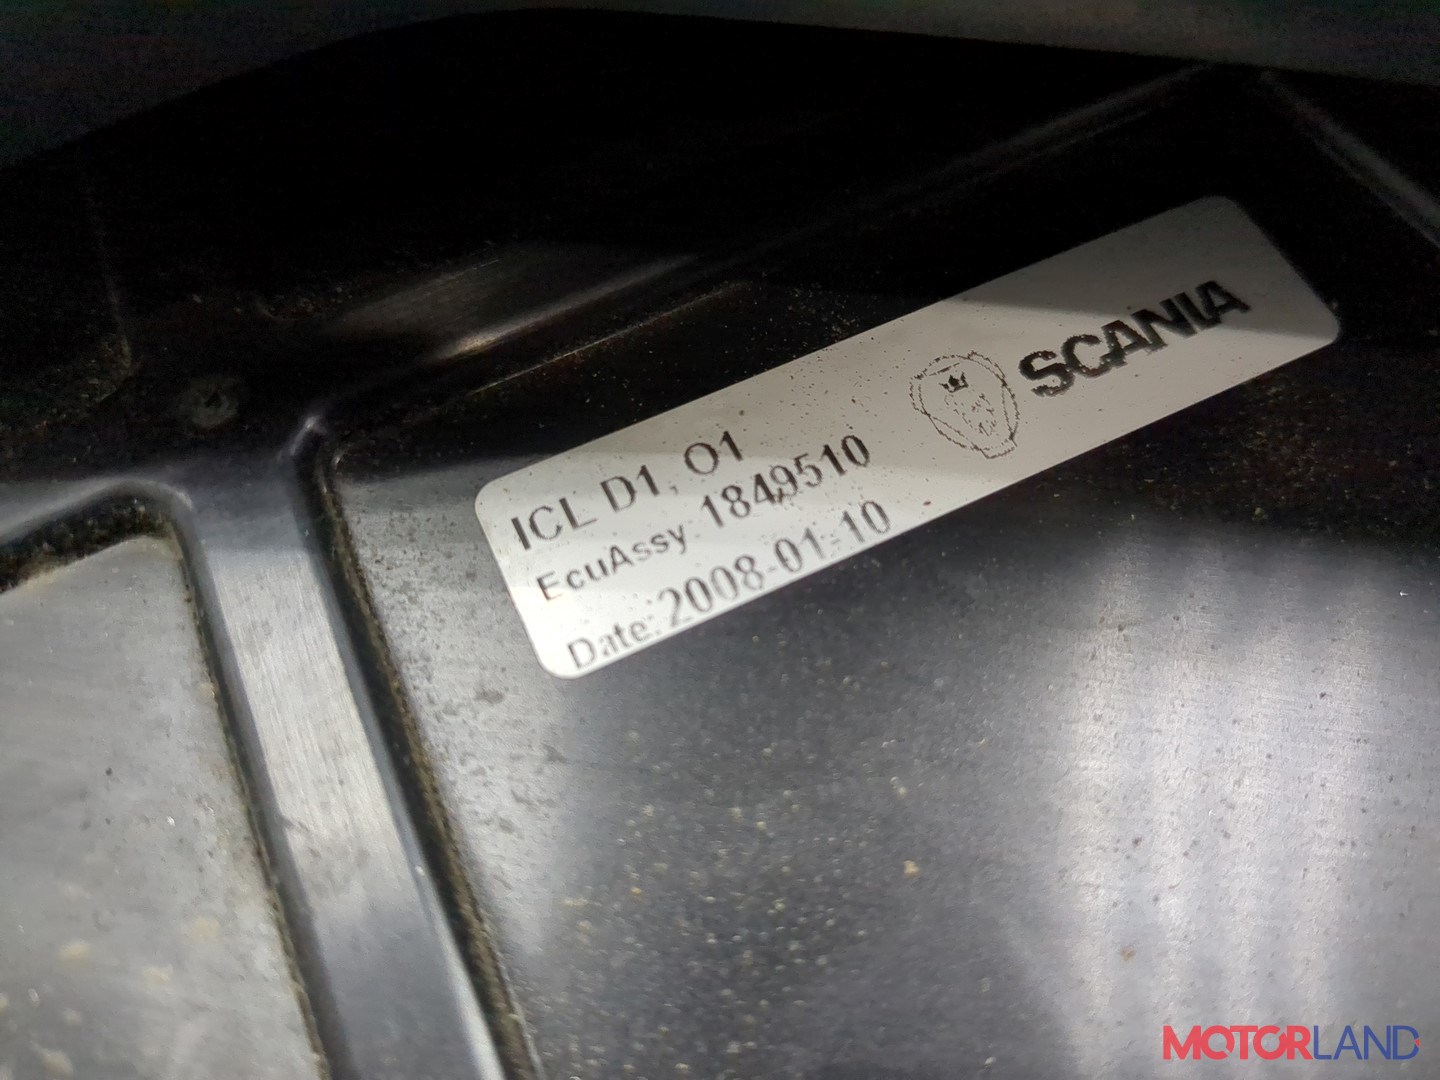 ICL D1, O1
EcuAssy: 1849510
Date: 2008-01-10
SCANIA
MOTORLAND